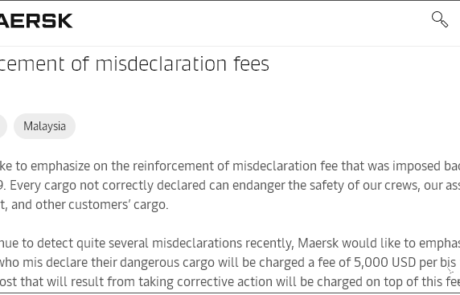 AERSK
cement of misdeclaration fees
Malaysia
ke to emphasize on the reinforcement of misdeclaration fee that was imposed bac
9. Every cargo not correctly declared can endanger the safety of our crews, our ass
t, and other customers’ cargo.
nue to detect quite several misdeclarations recently, Maersk would like to emphas
who mis declare their dangerous cargo will be charged a fee of 5,000 USD per bis
ost that will result from taking corrective action will be charged on top of this fee